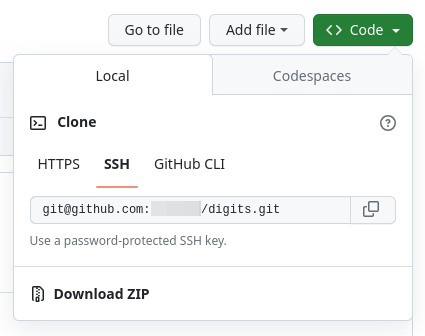 Go to file Add file Code
Local Codespaces
Clone
HTTPS SSH GitHub CLI
git@github.com: /digits.git
Use a password-protected SSH key.
Download ZIP